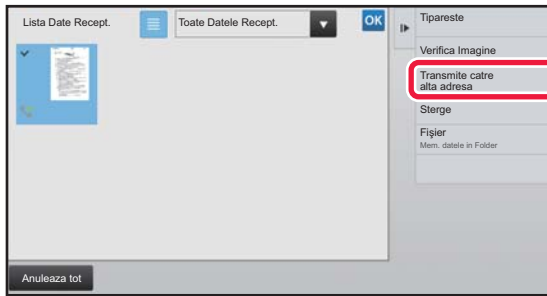 Lista Date Recept.
Toate Datele Recept.
OK
Tipareste
Verifica Imagine
Transmite catre
alta adresa
Sterge
Fişier
Mem. datele in Folder
Anuleaza tot